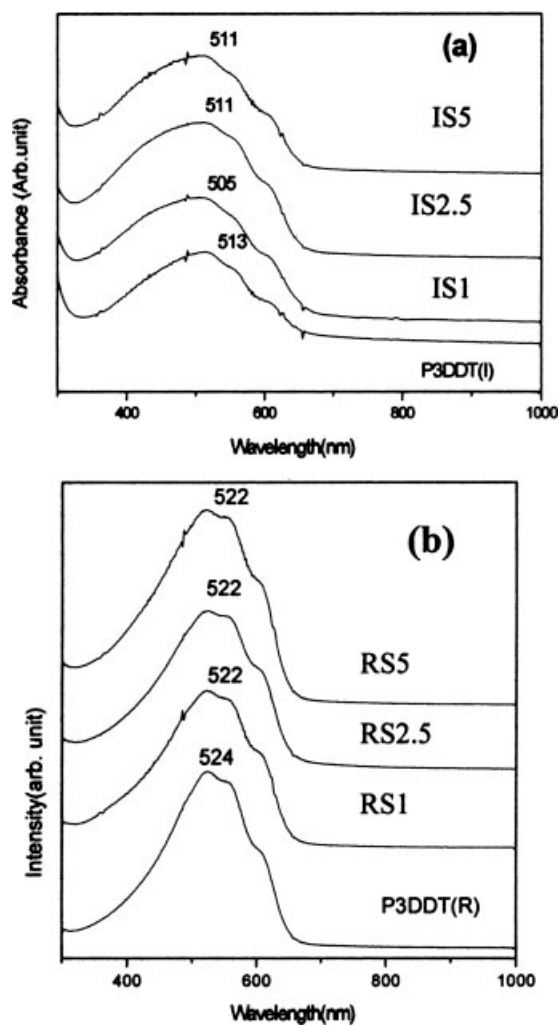 511
(a)
511
IS5
505
IS2.5
513
IS1
P3DDT(I)
Absorbance (Arb.unit)
400 600 800 1000
Wavelength(nm)
522
(b)
522
RS5
522
RS2.5
524
RS1
P3DDT(R)
Intensity(arb. unit)
400 600 800 1000
Wavelength(nm)